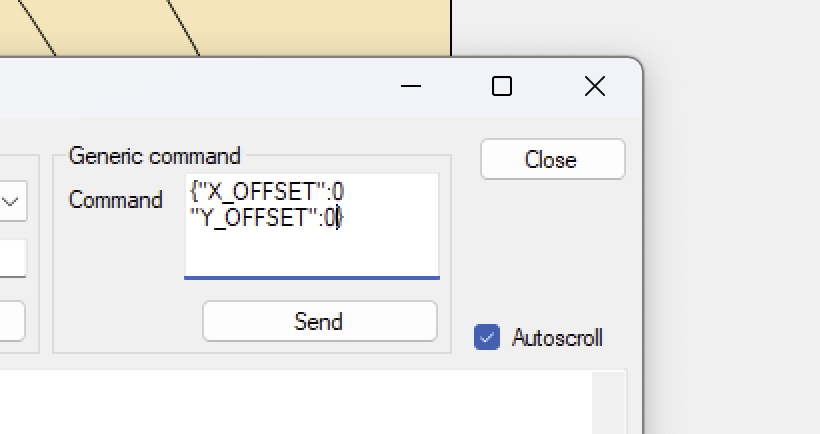 Generic command
Close
Command
{"X_OFFSET":0
"Y_OFFSET":0}
Send
Autoscroll